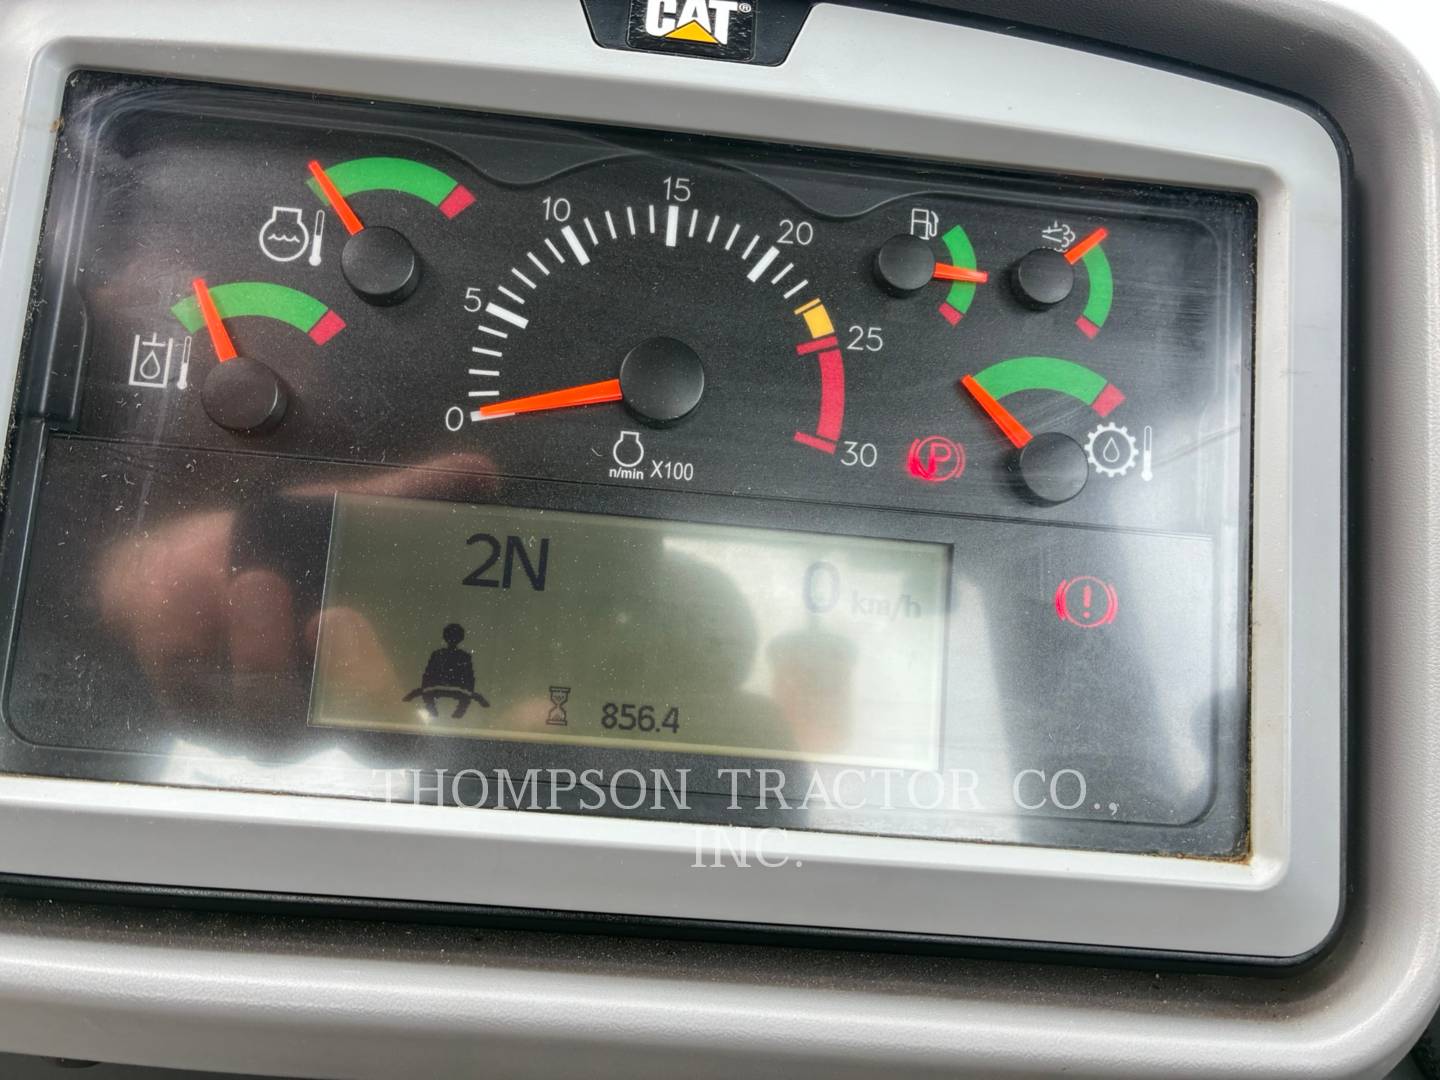 CAT®
0
5
10
15
20
25
30
n/min X100
P
2N
0 km/h
856.4
THOMPSON TRACTOR CO.,
INC.